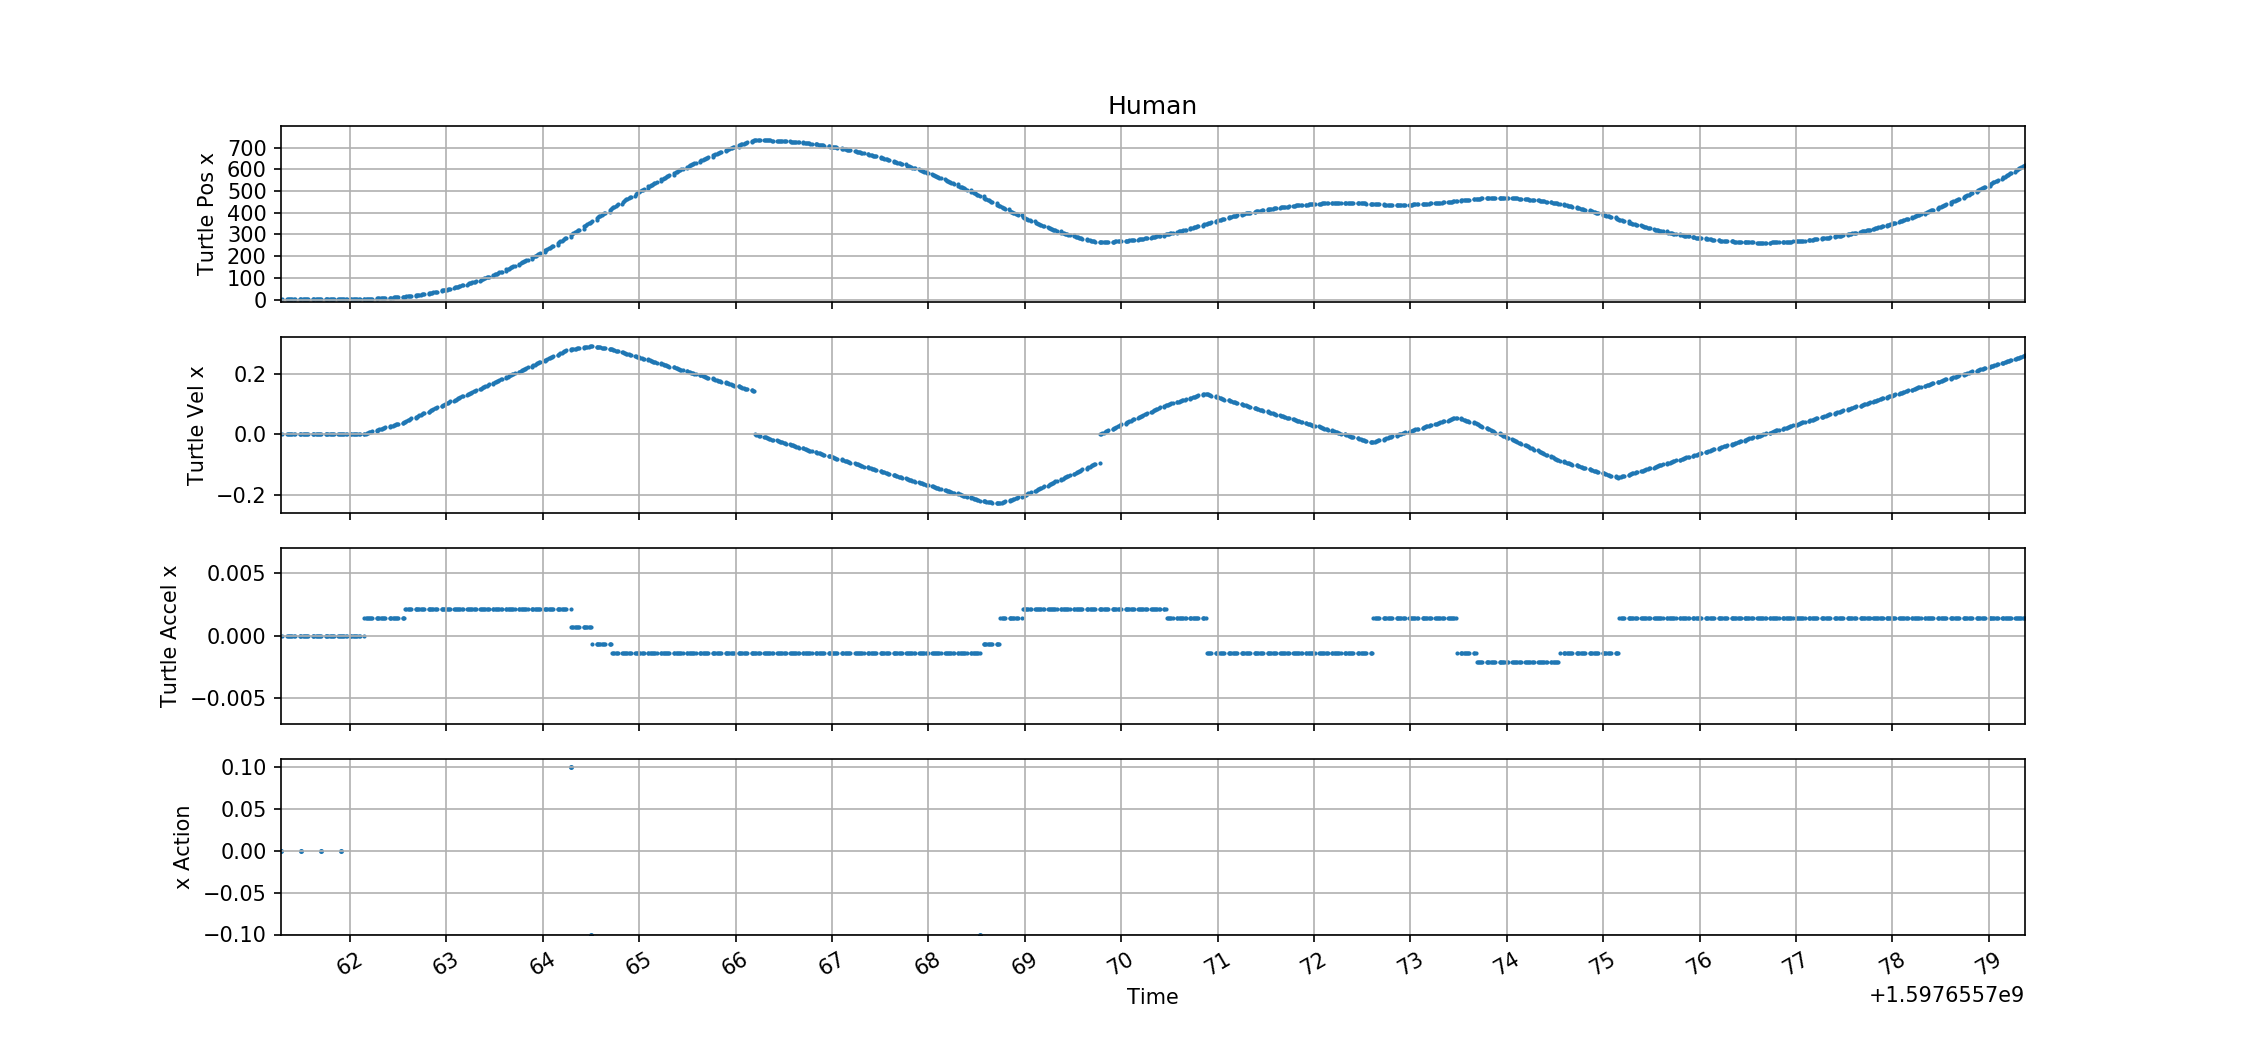 Human
Turtle Pos x
700
600
500
400
300
200
100
0
Turtle Vel x
0.2
0.0
−0.2
Turtle Accel x
0.005
0.000
−0.005
x Action
0.10
0.05
0.00
−0.05
−0.10
62 63 64 65 66 67 68 69 70 71 72 73 74 75 76 77 78 79
Time
+1.5976557e9